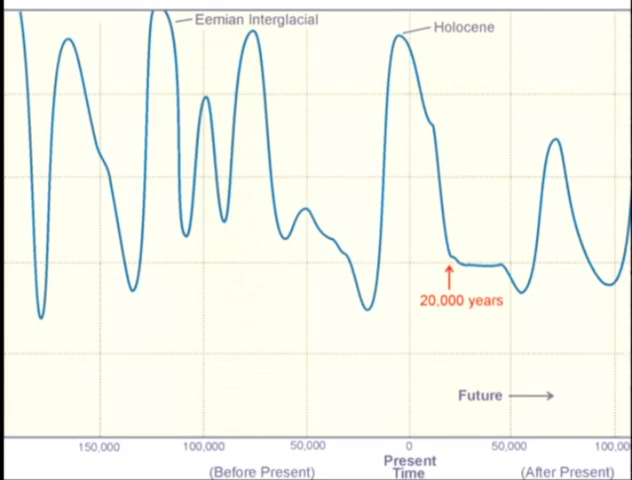 Eemian Interglacial
Holocene
20,000 years
Future
150,000
100,000
50,000
0
50,000
100,00
Present
Time
(Before Present)
(After Present)